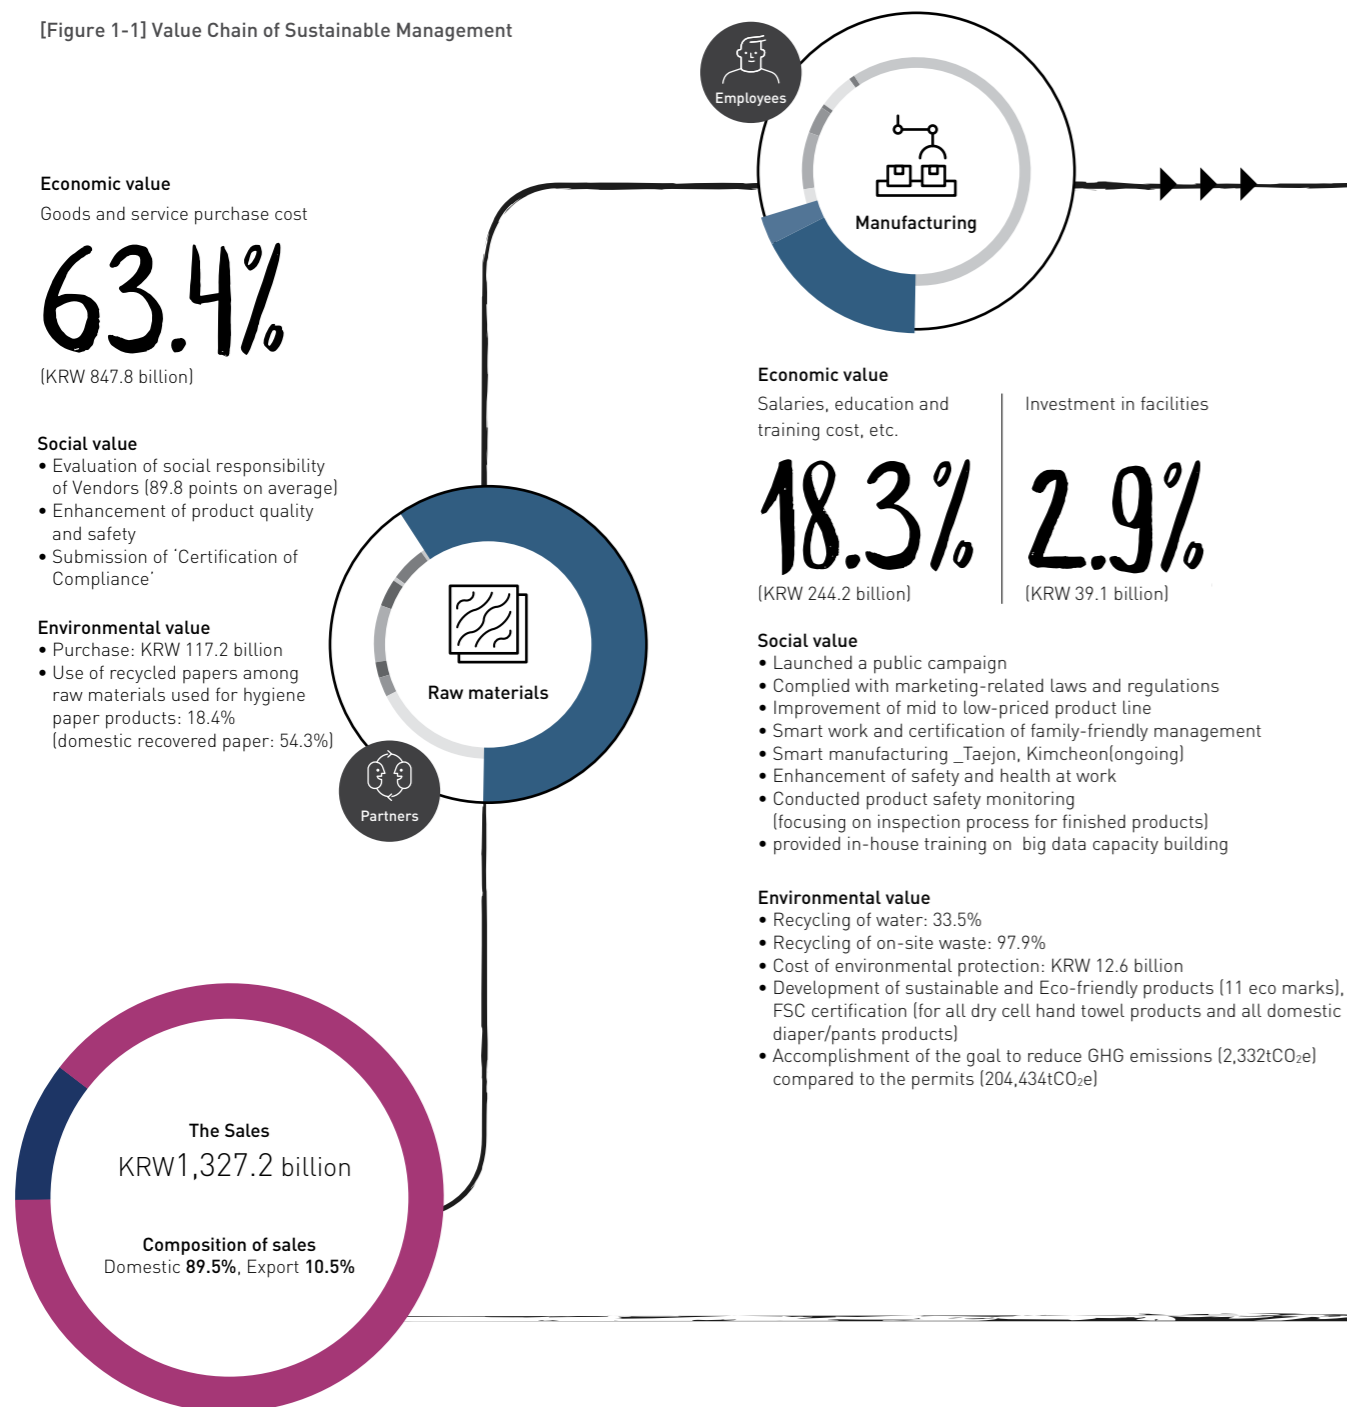 [Figure 1-1] Value Chain of Sustainable Management
Employees
Manufacturing
Economic value
Goods and service purchase cost
63.4%
(KRW 847.8 billion)
Social value
• Evaluation of social responsibility
of Vendors (89.8 points on average)
• Enhancement of product quality
and safety
• Submission of ‘Certification of
Compliance’
Environmental value
• Purchase: KRW 117.2 billion
• Use of recycled papers among
raw materials used for hygiene
paper products: 18.4%
(domestic recovered paper: 54.3%)
Raw materials
Partners
Economic value
Salaries, education and
training cost, etc.
18.3%
(KRW 244.2 billion)
Investment in facilities
2.9%
(KRW 39.1 billion)
Social value
• Launched a public campaign
• Complied with marketing-related laws and regulations
• Improvement of mid to low-priced product line
• Smart work and certification of family-friendly management
• Smart manufacturing _Taejon, Kimcheon(ongoing)
• Enhancement of safety and health at work
• Conducted product safety monitoring
(focusing on inspection process for finished products)
• provided in-house training on  big data capacity building
Environmental value
• Recycling of water: 33.5%
• Recycling of on-site waste: 97.9%
• Cost of environmental protection: KRW 12.6 billion
• Development of sustainable and Eco-friendly products (11 eco marks),
FSC certification (for all dry cell hand towel products and all domestic
diaper/pants products)
• Accomplishment of the goal to reduce GHG emissions (2,332tCO₂e)
compared to the permits (204,434tCO₂e)
The Sales
KRW1,327.2 billion
Composition of sales
Domestic 89.5%, Export 10.5%